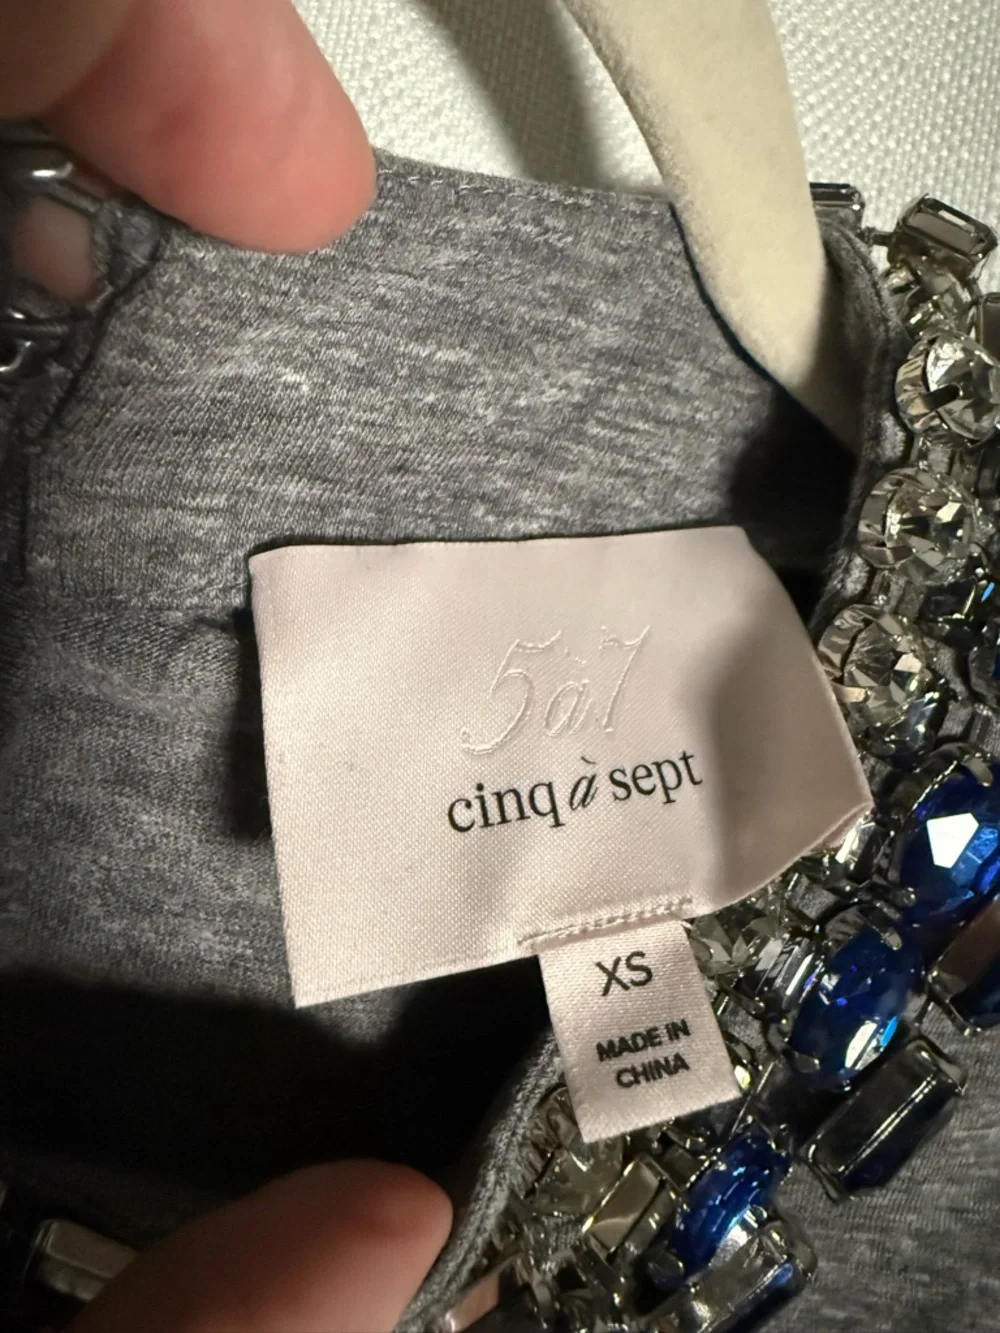 5à7
cinq à sept
XS
MADE IN
CHINA